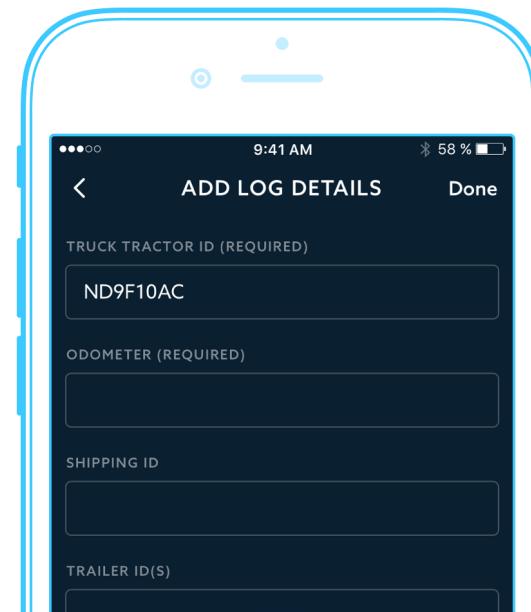 9:41 AM
58 %
ADD LOG DETAILS
Done
TRUCK TRACTOR ID (REQUIRED)
ND9F10AC
ODOMETER (REQUIRED)
SHIPPING ID
TRAILER ID(S)